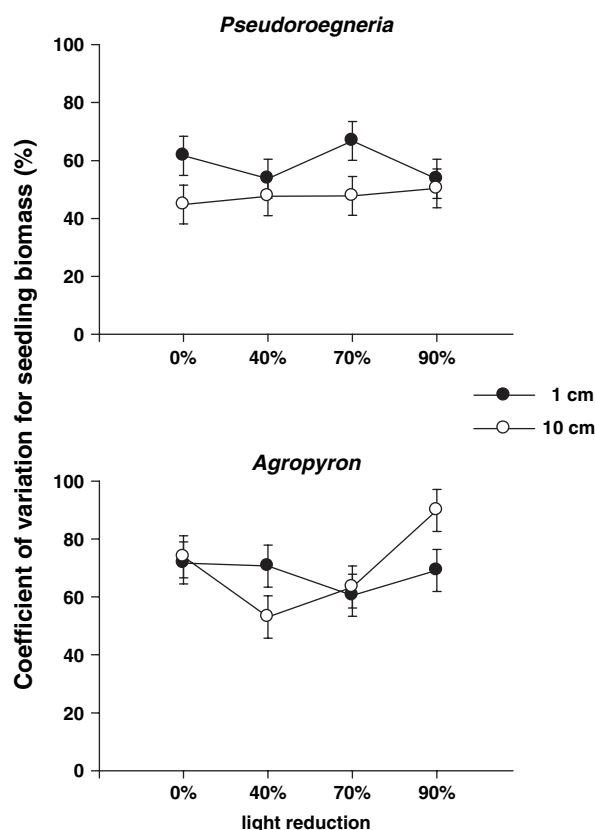 Pseudoroegneria
Coefficient of variation for seedling biomass (%)
100
80
60
40
20
0
0% 40% 70% 90%
1 cm
10 cm
Agropyron
100
80
60
40
20
0
0% 40% 70% 90%
light reduction